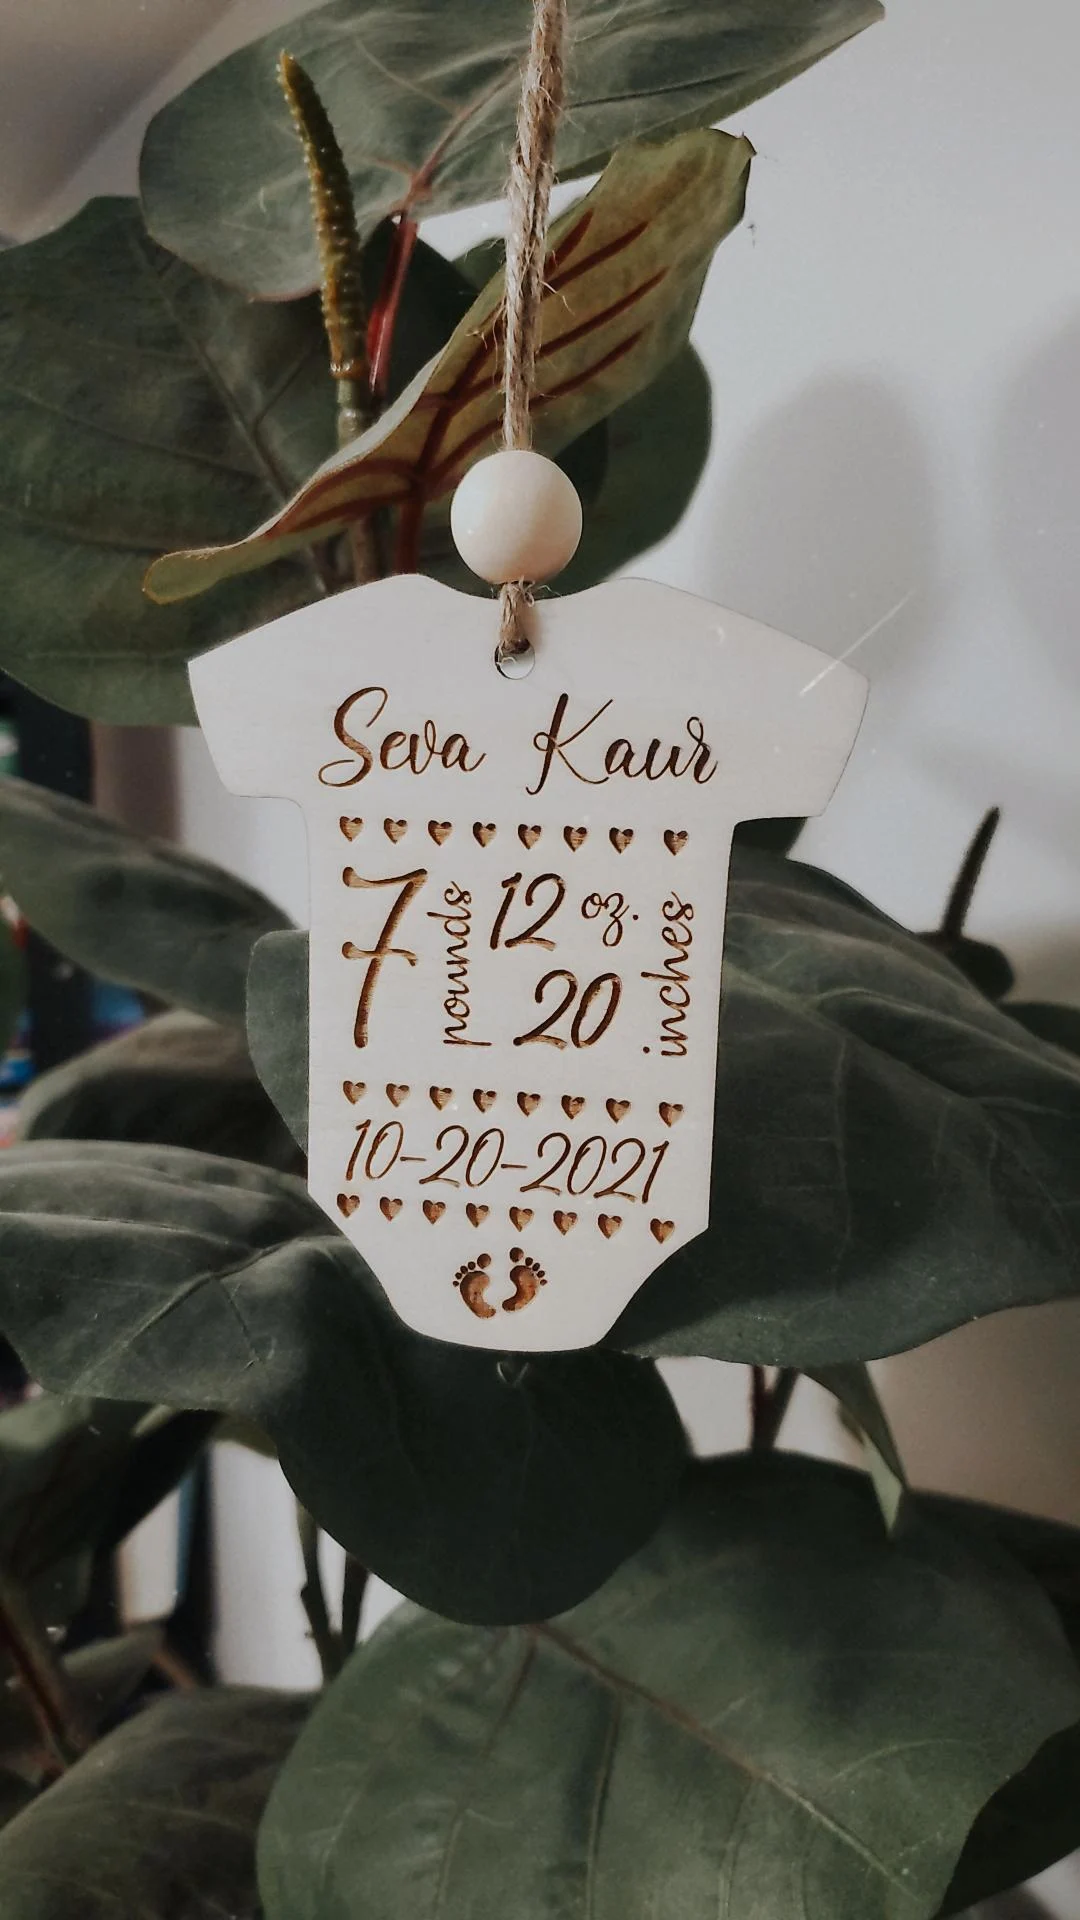 Seva Kaur
7 pounds 12 oz.
20 inches
10-20-2021